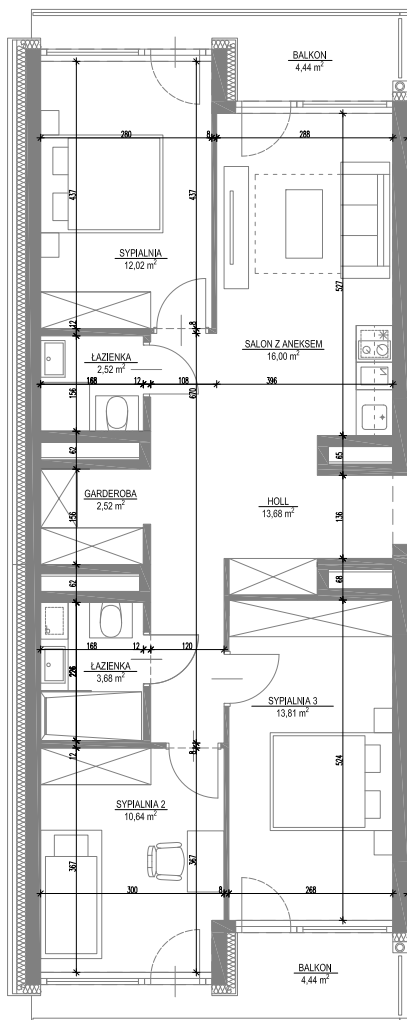 BALKON
4,44 m²
280
8
288
437
437
527
SYPIALNIA
12,02 m²
12
8
ŁAZIENKA
2,52 m²
SALON Z ANEKSEM
16,00 m²
168
12
108
396
156
670
62
65
GARDEROBA
2,52 m²
156
HOLL
13,68 m²
136
62
68
168
12
120
ŁAZIENKA
3,68 m²
226
SYPIALNIA 3
13,81 m²
12
8
524
SYPIALNIA 2
10,64 m²
367
367
300
8
268
BALKON
4,44 m²